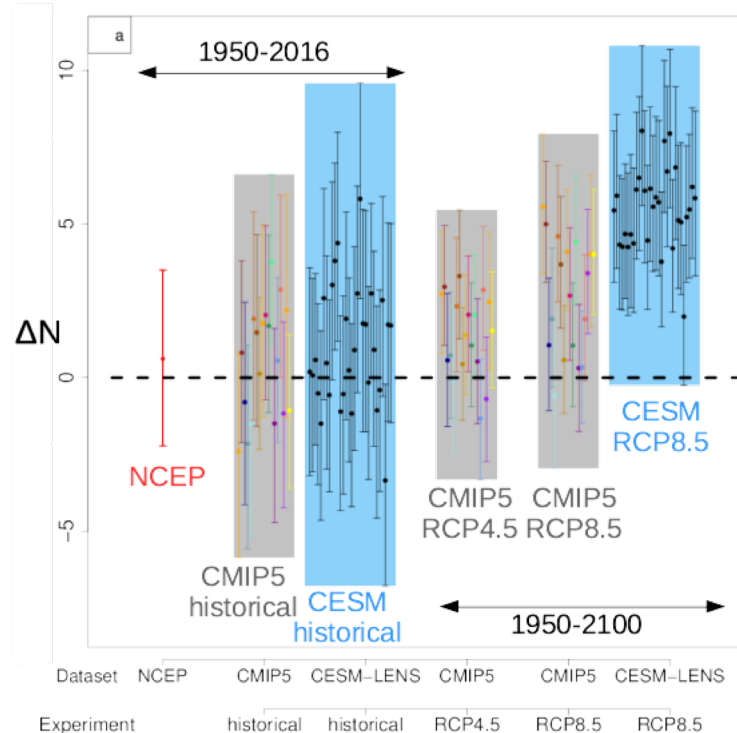 a
1950-2016
10
5
ΔN
0
CESM
RCP8.5
NCEP
CMIP5
RCP4.5
CMIP5
RCP8.5
−5
CMIP5
historical
CESM
historical
1950-2100
Dataset NCEP CMIP5 CESM−LENS CMIP5 CMIP5 CESM−LENS
Experiment historical historical RCP4.5 RCP8.5 RCP8.5